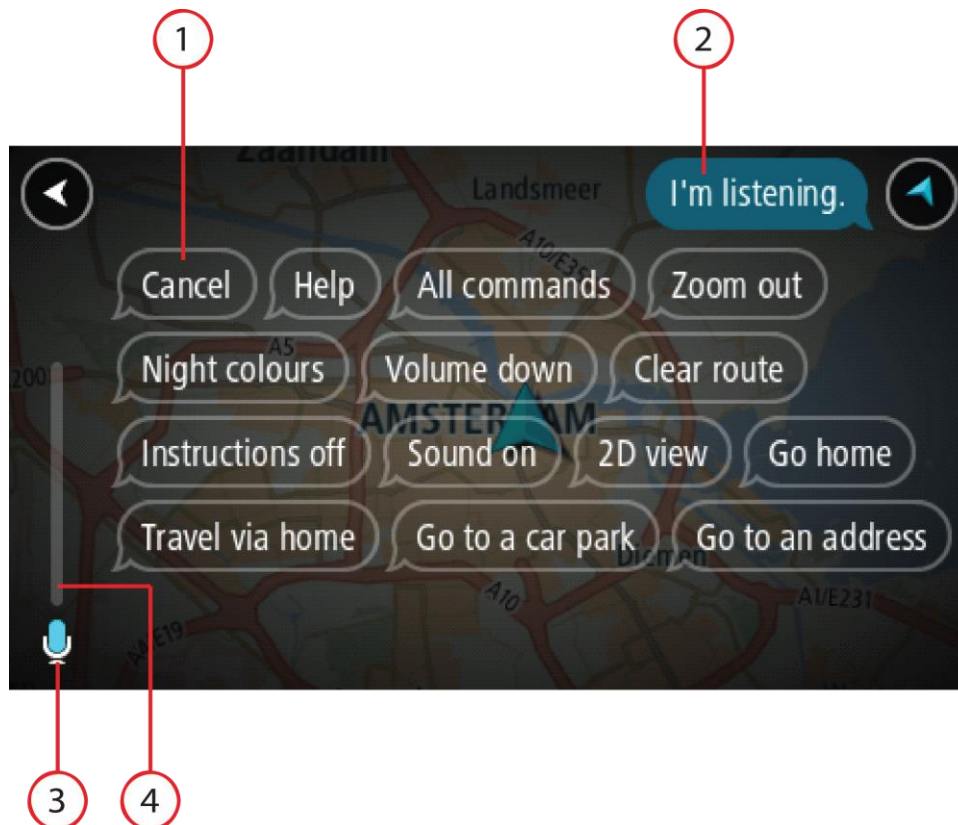 1 2
Zaandam
Landsmeer
I'm listening.
A10/E35
Cancel Help All commands Zoom out
A5
200
Night colours Volume down Clear route
AMSTERDAM
Instructions off Sound on 2D view Go home
Travel via home Go to a car park Go to an address
Diemen
A10
A1/E231
A4/E19
3 4